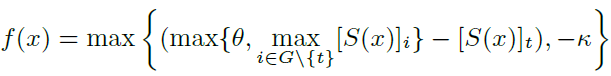 f(x) = max { (max{θ, max_{i∈G\{t}} [S(x)]_i} − [S(x)]_t), −κ }